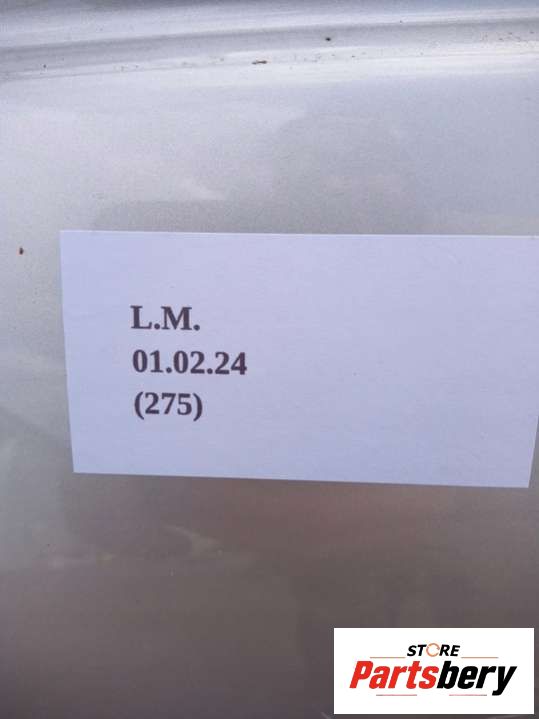 L.M.
01.02.24
(275)
STORE
Partsbery